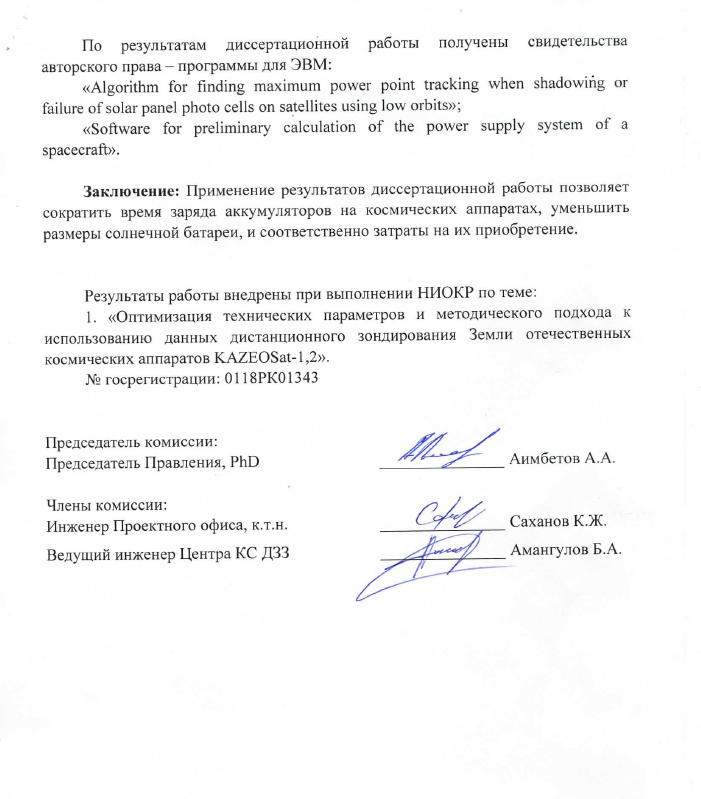 По результатам диссертационной работы получены свидетельства
авторского права – программы для ЭВМ:
«Algorithm for finding maximum power point tracking when shadowing or
failure of solar panel photo cells on satellites using low orbits»;
«Software for preliminary calculation of the power supply system of a
spacecraft».
Заключение: Применение результатов диссертационной работы позволяет
сократить время заряда аккумуляторов на космических аппаратах, уменьшить
размеры солнечной батареи, и соответственно затраты на их приобретение.
Результаты работы внедрены при выполнении НИОКР по теме:
1. «Оптимизация технических параметров и методического подхода к
использованию данных дистанционного зондирования Земли отечественных
космических аппаратов KAZEOSat-1,2».
№ госрегистрации: 0118РК01343
Председатель комиссии:
Председатель Правления, PhD Аимбетов А.А.
Члены комиссии:
Инженер Проектного офиса, к.т.н. Саханов К.Ж.
Ведущий инженер Центра КС ДЗЗ Амангулов Б.А.